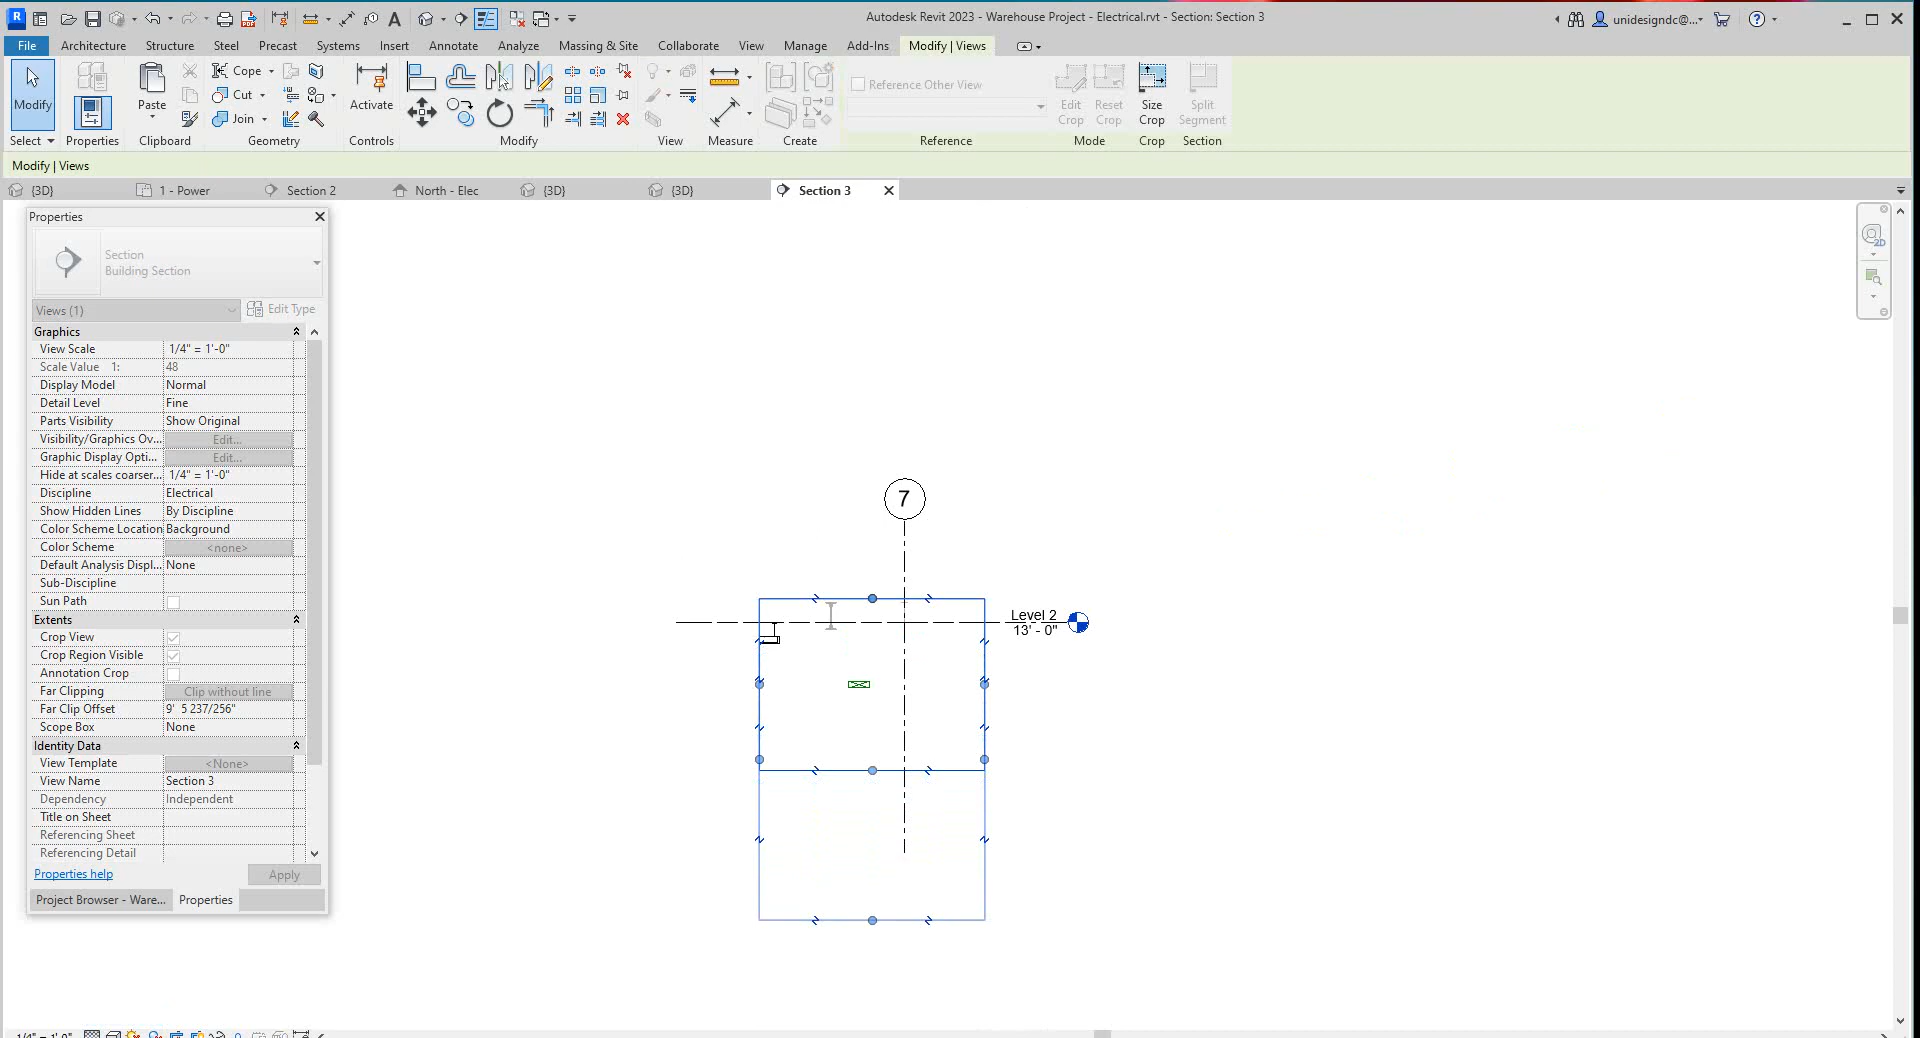 Autodesk Revit 2023 - Warehouse Project - Electrical.rvt - Section: Section 3
unidesigndc@...
File Architecture Structure Steel Precast Systems Insert Annotate Analyze Massing & Site Collaborate View Manage Add-Ins Modify | Views
Modify
Paste
Cope
Cut
Join
Activate
Reference Other View
Edit Crop
Reset Crop
Size Crop
Split Segment
Select Properties Clipboard Geometry Controls Modify View Measure Create Reference Mode Crop Section
Modify | Views
{3D} 1 - Power Section 2 North - Elec {3D} {3D} Section 3
Properties
Section
Building Section
Views (1) Edit Type
Graphics
View Scale 1/4" = 1'-0"
Scale Value 1: 48
Display Model Normal
Detail Level Fine
Parts Visibility Show Original
Visibility/Graphics Ov... Edit...
Graphic Display Opti... Edit...
Hide at scales coarser... 1/4" = 1'-0"
Discipline Electrical
Show Hidden Lines By Discipline
Color Scheme Location Background
Color Scheme <none>
Default Analysis Displ... None
Sub-Discipline
Sun Path
Extents
Crop View
Crop Region Visible
Annotation Crop
Far Clipping Clip without line
Far Clip Offset 9' 5 237/256"
Scope Box None
Identity Data
View Template <None>
View Name Section 3
Dependency Independent
Title on Sheet
Referencing Sheet
Referencing Detail
Properties help Apply
Project Browser - Ware... Properties
7
Level 2
13' - 0"
2D
1/4" = 1'-0"